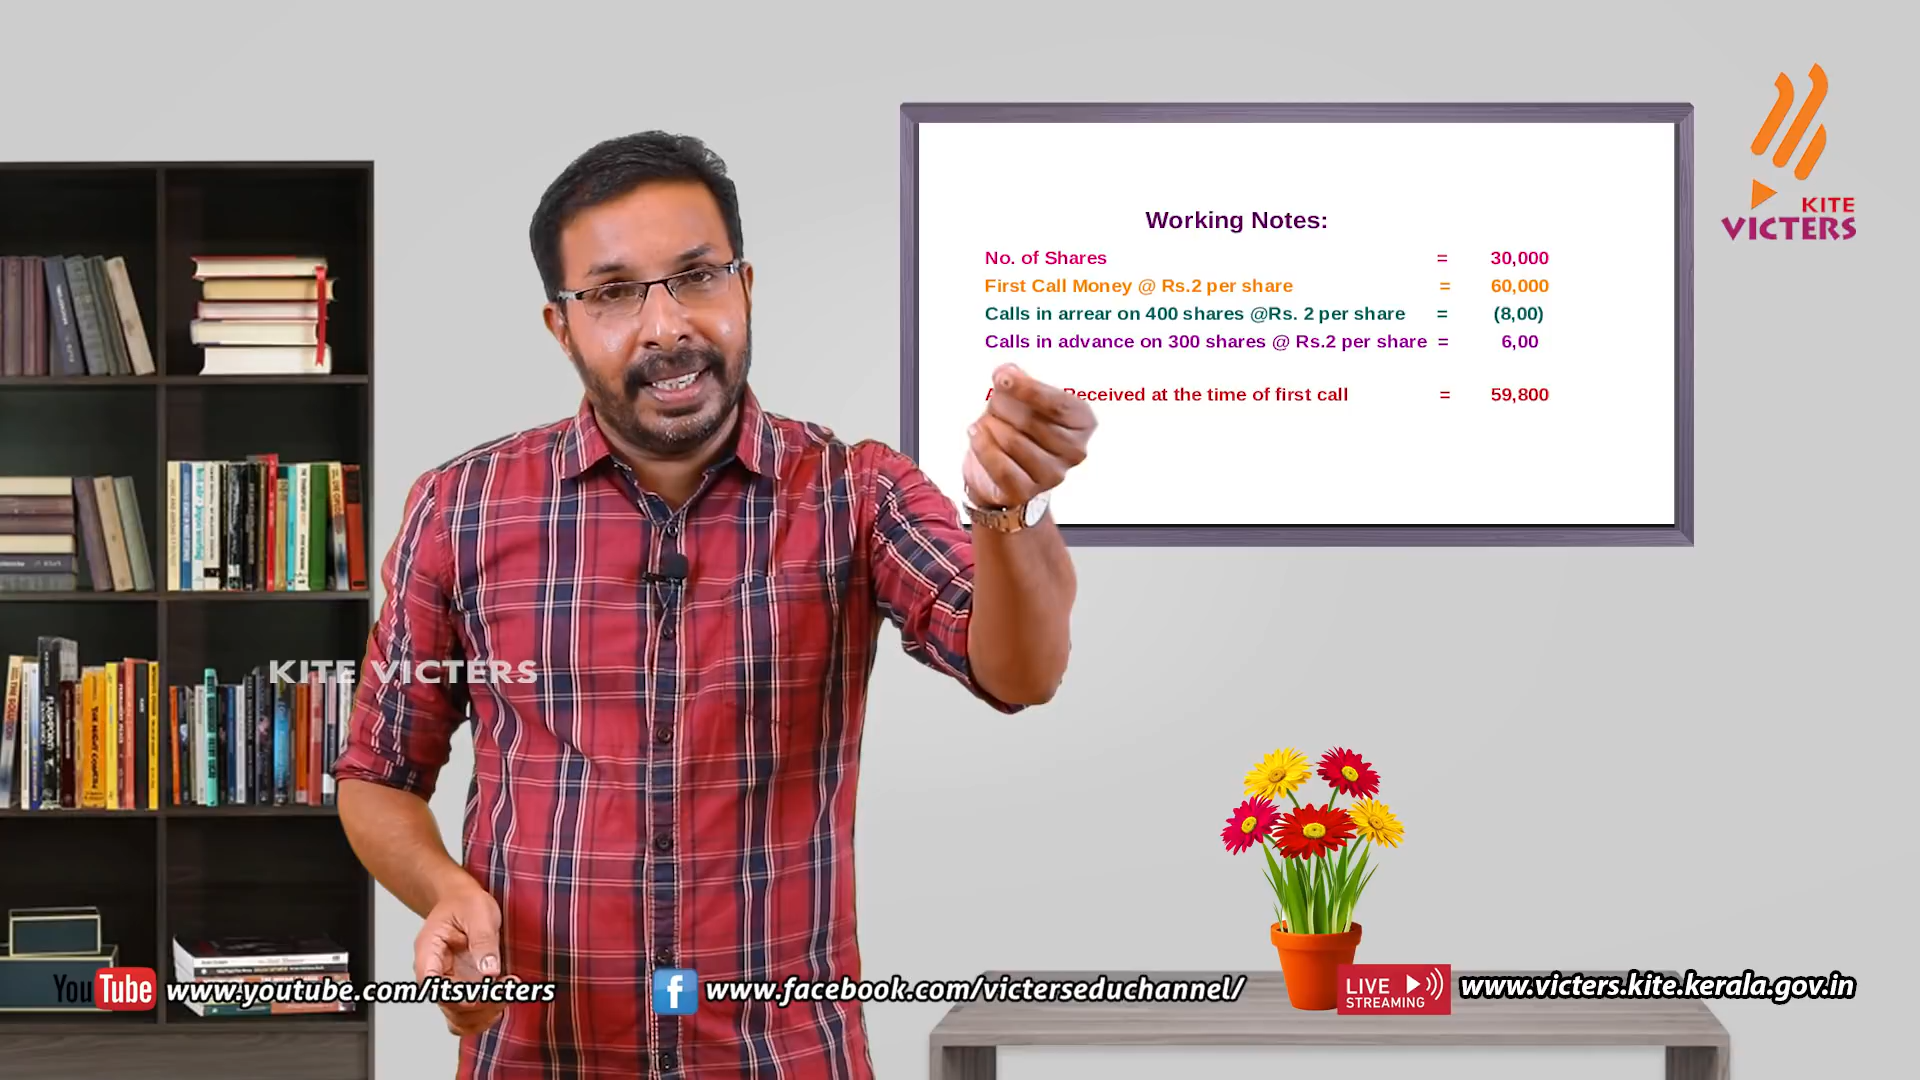 Working Notes:
No. of Shares = 30,000
First Call Money @ Rs.2 per share = 60,000
Calls in arrear on 400 shares @Rs. 2 per share = (8,00)
Calls in advance on 300 shares @ Rs.2 per share = 6,00
Received at the time of first call = 59,800
KITE
VICTERS
KITE VICTERS
YouTube www.youtube.com/itsvicters
f www.facebook.com/victerseduchannel/
LIVE
STREAMING
www.victers.kite.kerala.gov.in